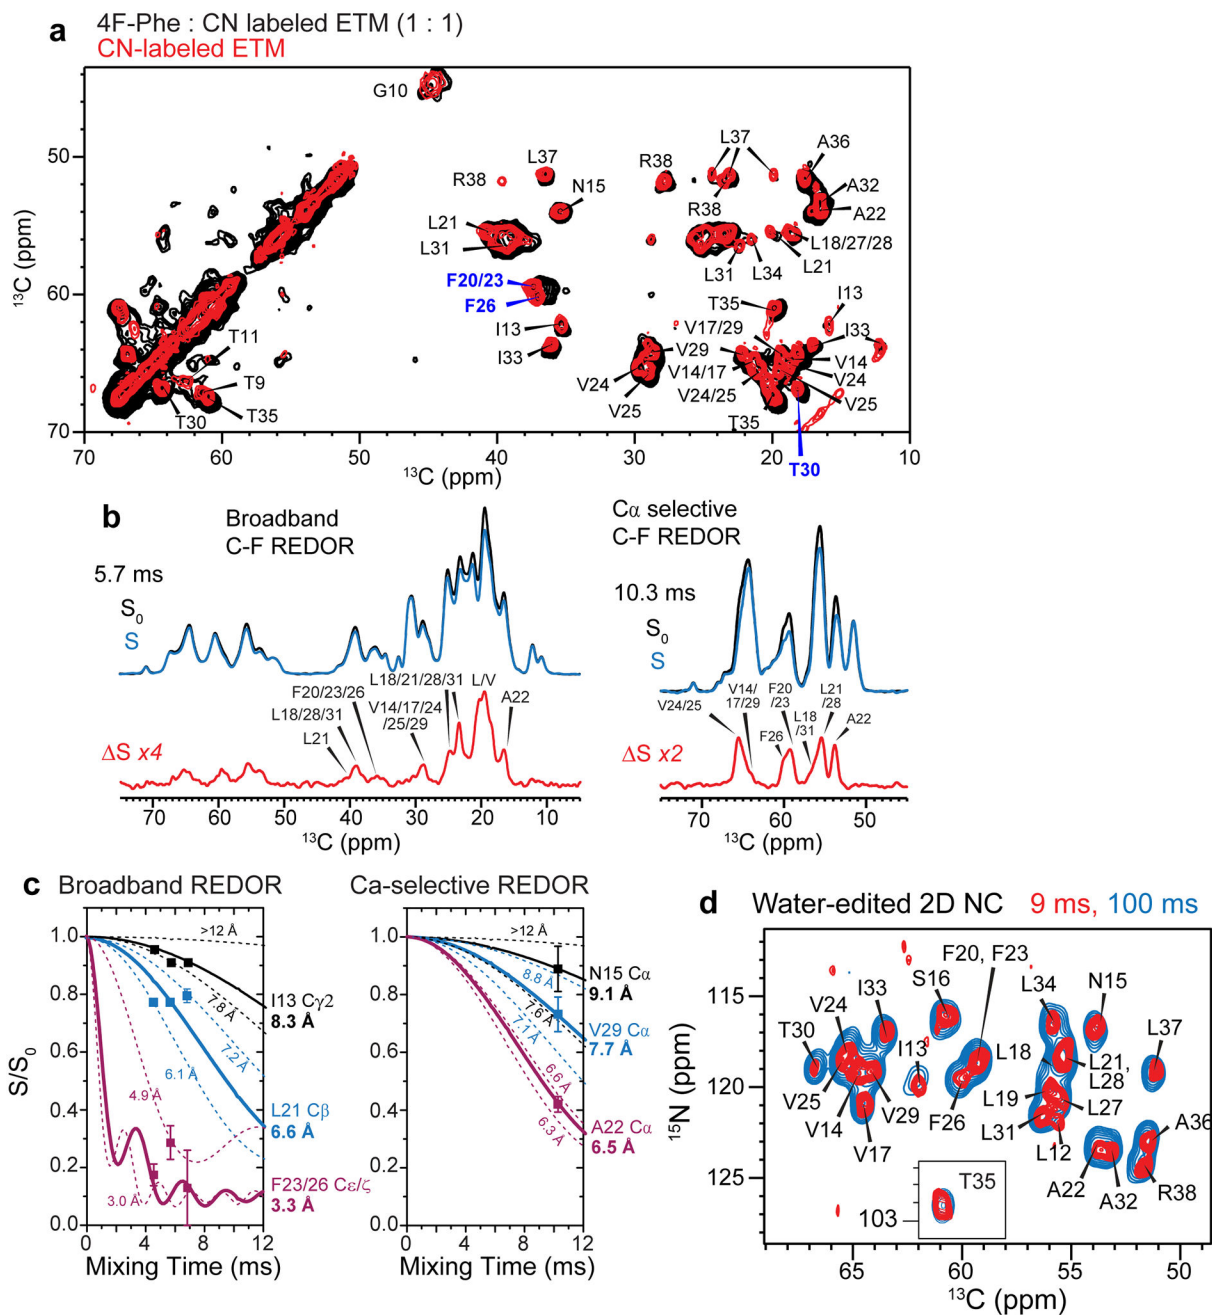 a
4F-Phe : CN labeled ETM (1 : 1)
CN-labeled ETM
G10
50
60
70
¹³C (ppm)
L37
R38
N15
L21
L31
F20/23
F26
I13
I33
V24
V25
T11
T9
T35
T30
R38
L37
A36
A32
A22
R38
L18/27/28
L21
L31
L34
T35
I13
V17/29
I33
V29
V14
V14/17
V24
V24/25
V25
T35
T30
70
60
50
40
30
20
10
¹³C (ppm)
b
Broadband
C-F REDOR
5.7 ms
S₀
S
L18/21/28/31
L/V
F20/23/26
V14/17/24
/25/29
A22
L18/28/31
L21
ΔS x4
70
60
50
40
30
20
10
¹³C (ppm)
Cα selective
C-F REDOR
10.3 ms
S₀
S
V24/25
V14/
17/29
F20
/23
F26
L18
/31
L21
/28
A22
ΔS x2
70
60
50
¹³C (ppm)
c
Broadband REDOR
S/S₀
1.0
0.8
0.6
0.4
0.2
0.0
>12 Å
7.8 Å
I13 Cγ2
8.3 Å
7.2 Å
6.1 Å
4.9 Å
L21 Cβ
6.6 Å
3.0 Å
F23/26 Cε/ζ
3.3 Å
0
4
8
12
Mixing Time (ms)
Ca-selective REDOR
1.0
0.8
0.6
0.4
0.2
0.0
>12 Å
8.8 Å
7.6 Å
7.1 Å
6.6 Å
6.3 Å
N15 Cα
9.1 Å
V29 Cα
7.7 Å
A22 Cα
6.5 Å
0
2
4
6
8
10
12
Mixing Time (ms)
d
Water-edited 2D NC
9 ms, 100 ms
F20, F23
S16
I33
V24
T30
I13
L34
N15
L37
L18
L21,
L28
L19
L27
V25
V29
F26
V14
L31
L12
A36
V17
A22
A32
R38
T35
103
115
120
125
¹⁵N (ppm)
65
60
55
50
¹³C (ppm)